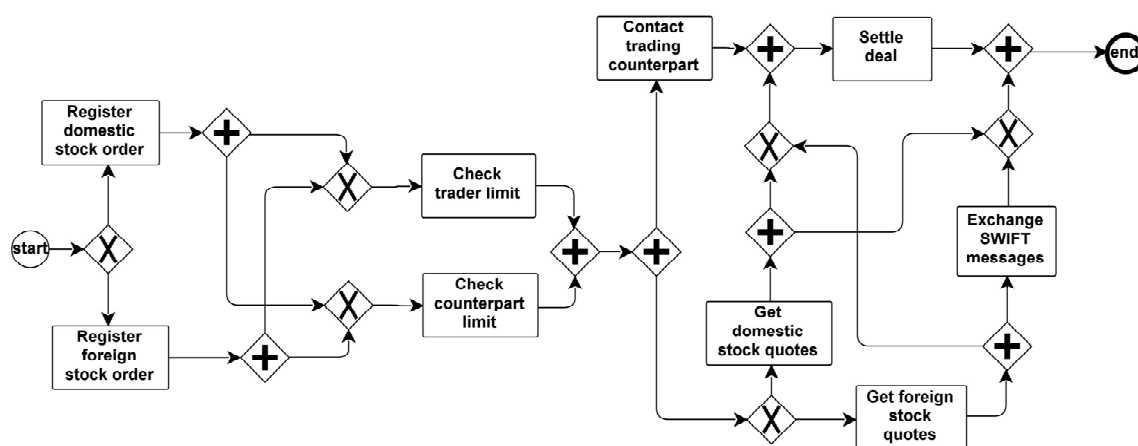 Contact
trading
counterpart
Settle
deal
end
Register
domestic
stock order
Check
trader limit
start
Exchange
SWIFT
messages
Check
counterpart
limit
Get
domestic
stock quotes
Register
foreign
stock order
Get foreign
stock
quotes